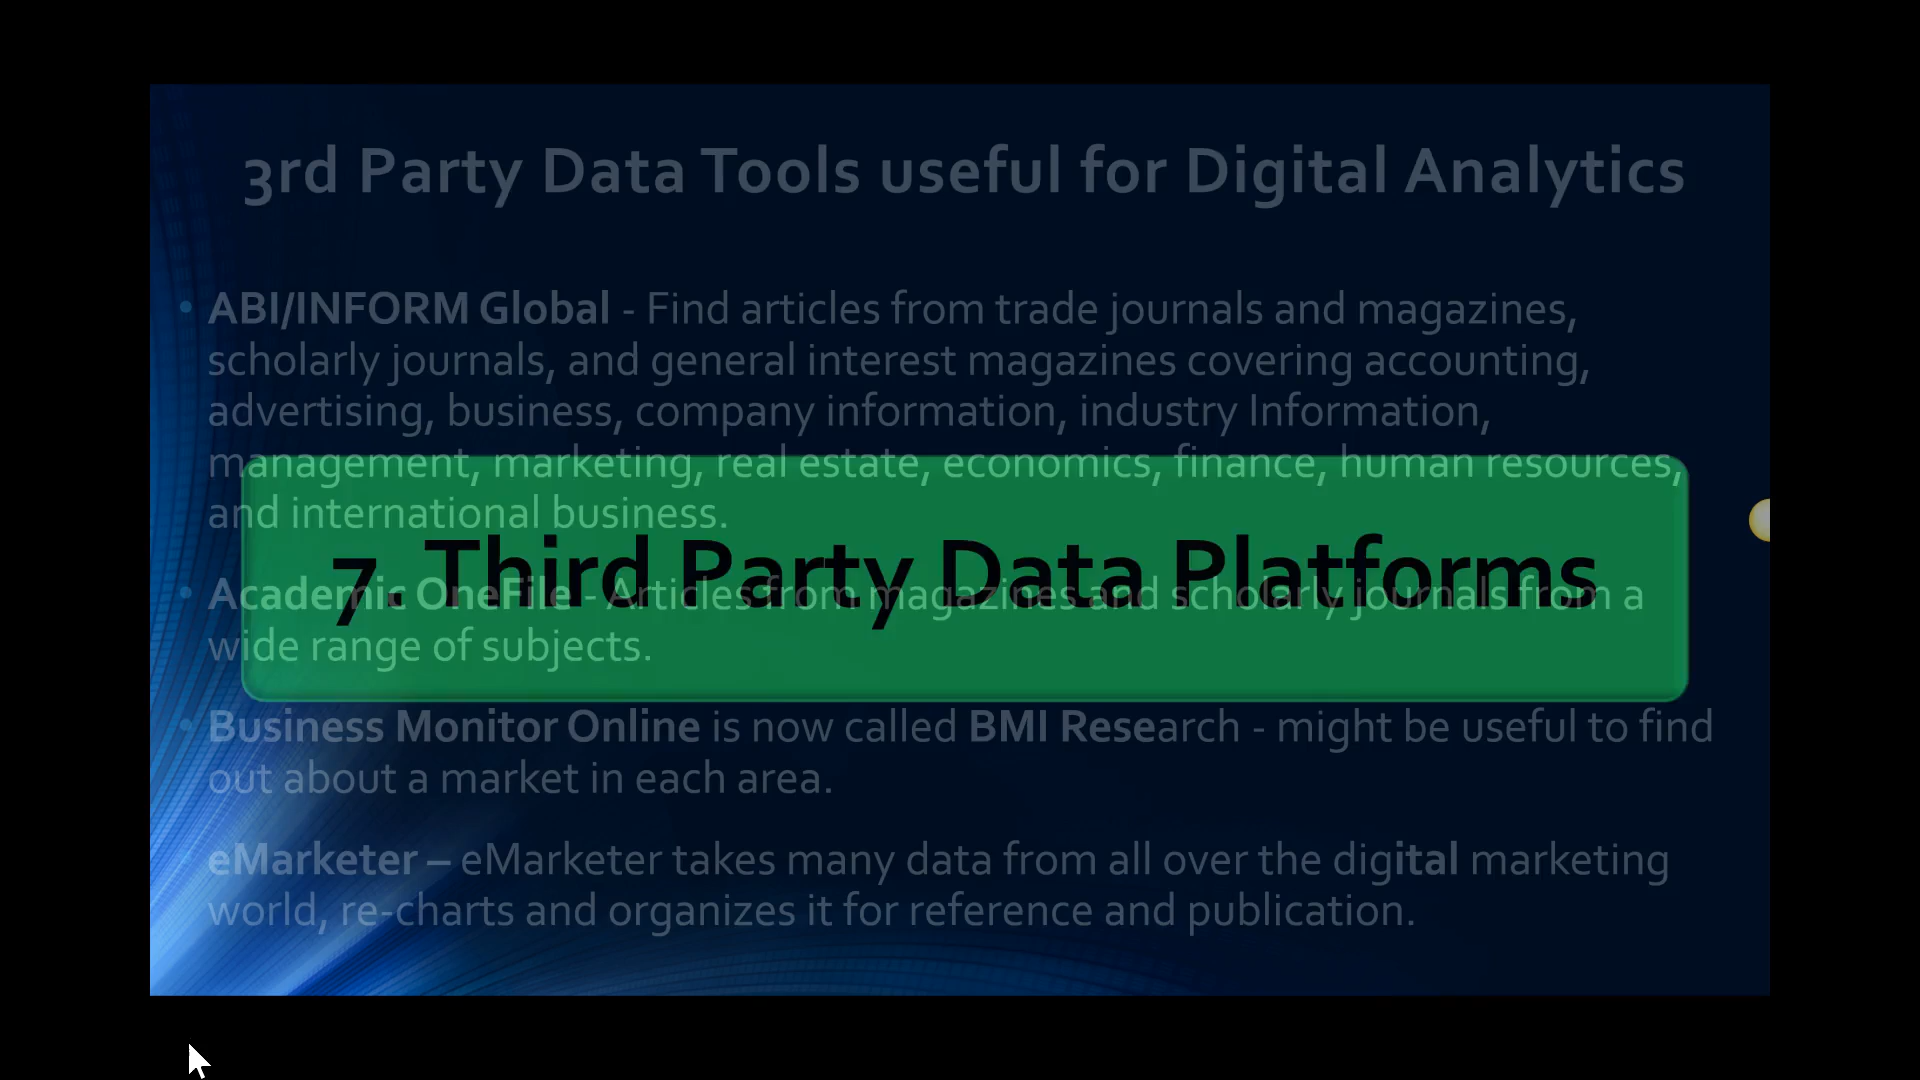 3rd Party Data Tools useful for Digital Analytics
• ABI/INFORM Global - Find articles from trade journals and magazines,
scholarly journals, and general interest magazines covering accounting,
advertising, business, company information, industry Information,
management, marketing, real estate, economics, finance, human resources,
and international business.
7. Third Party Data Platforms
• Academic OneFile - Articles from magazines and scholarly journals from a
wide range of subjects.
• Business Monitor Online is now called BMI Research - might be useful to find
out about a market in each area.
• eMarketer – eMarketer takes many data from all over the digital marketing
world, re-charts and organizes it for reference and publication.